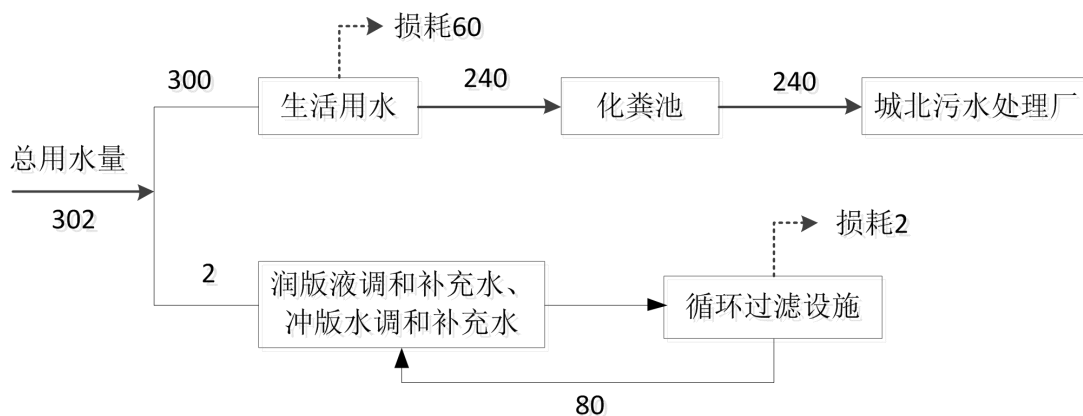 损耗60
300
生活用水
240
化粪池
240
城北污水处理厂
总用水量
302
损耗2
2
润版液调和补充水、
冲版水调和补充水
循环过滤设施
80